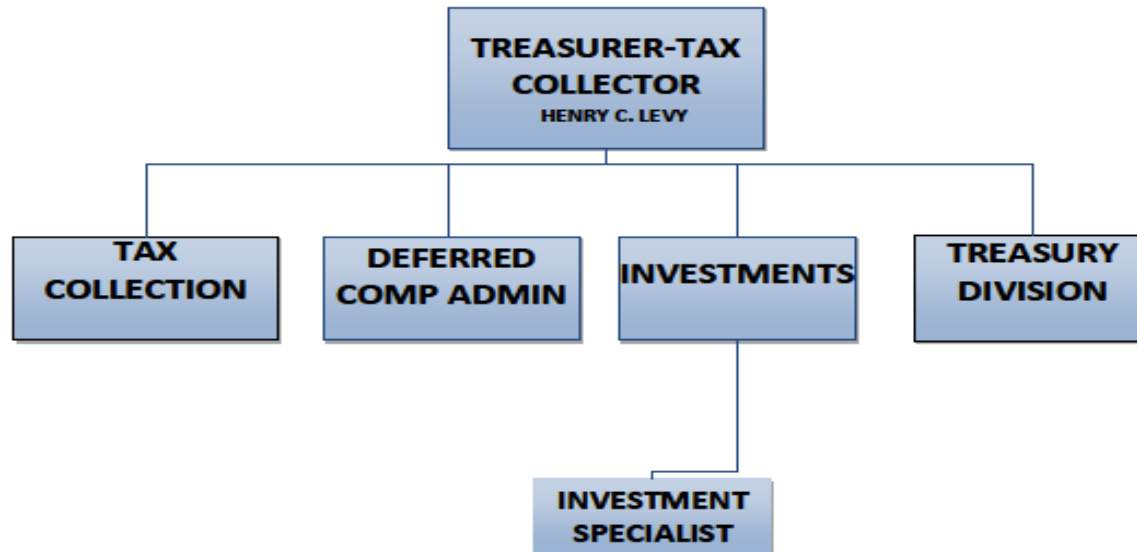 TREASURER-TAX
COLLECTOR
HENRY C. LEVY
TAX
COLLECTION
DEFERRED
COMP ADMIN
INVESTMENTS
TREASURY
DIVISION
INVESTMENT
SPECIALIST